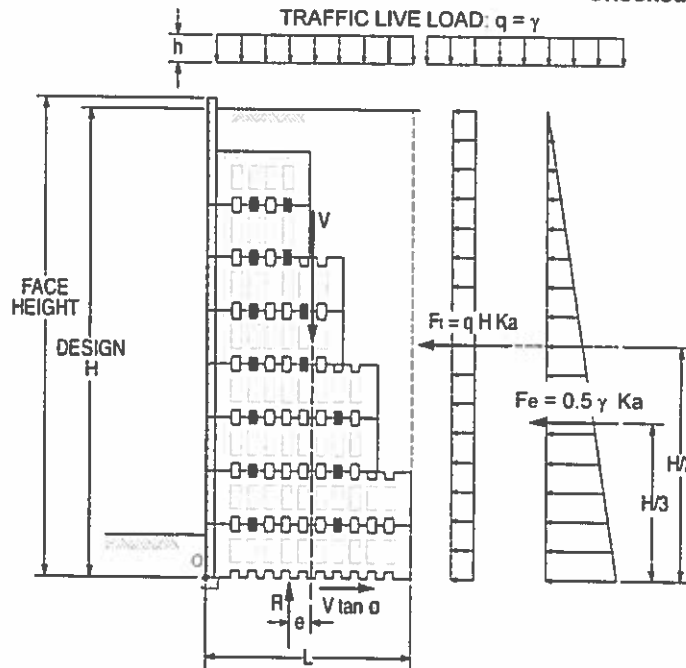 TRAFFIC LIVE LOAD: q = γ
h
V
FACE
HEIGHT
DESIGN
H
Ft = q H Ka
Fe = 0.5 γ Ka
H/3
O
R
V tan σ
e
L